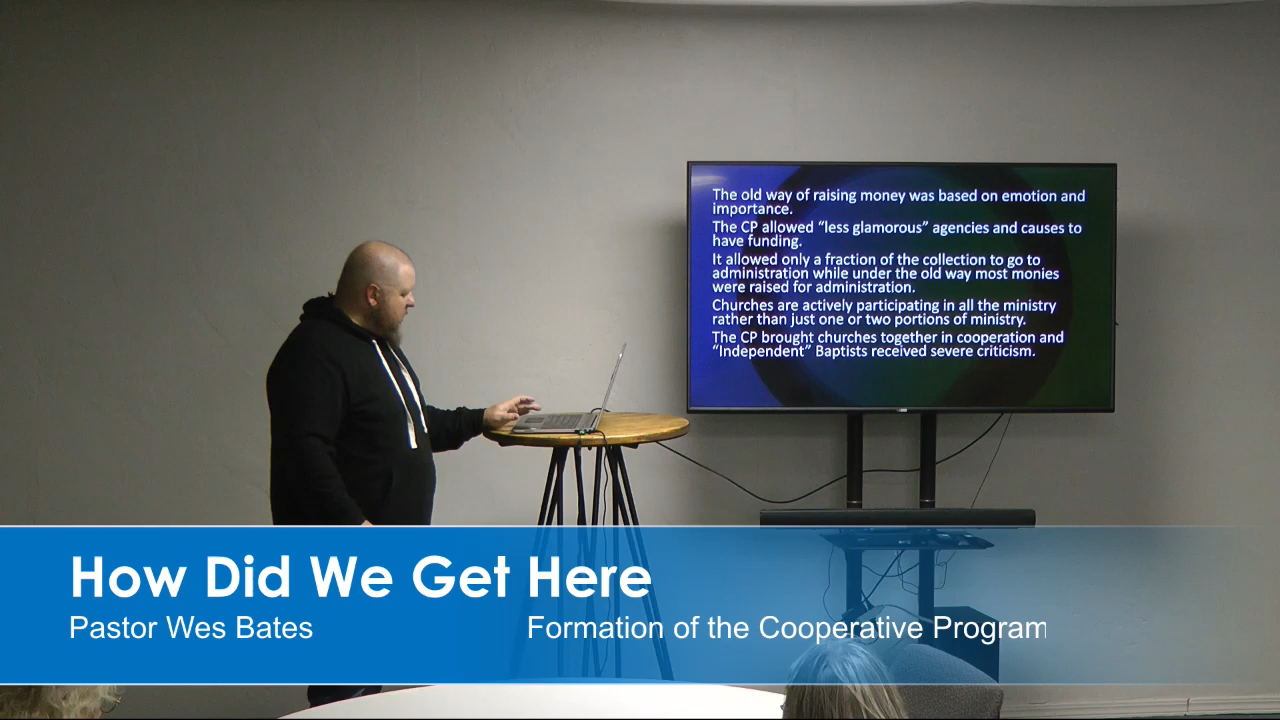 The old way of raising money was based on emotion and
importance.
The CP allowed “less glamorous” agencies and causes to
have funding.
It allowed only a fraction of the collection to go to
administration while under the old way most monies
were raised for administration.
Churches are actively participating in all the ministry
rather than just one or two portions of ministry.
The CP brought churches together in cooperation and
“Independent” Baptists received severe criticism.
How Did We Get Here
Pastor Wes Bates
Formation of the Cooperative Program